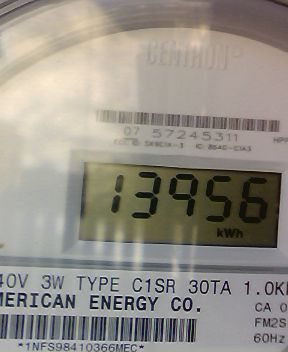 CENTRON®
07 57245311
13956
kWh
40V 3W TYPE C1SR 30TA 1.0K
MERICAN ENERGY CO.
CA 0
FM2S
60Hz
*1NFS98410366MEC*